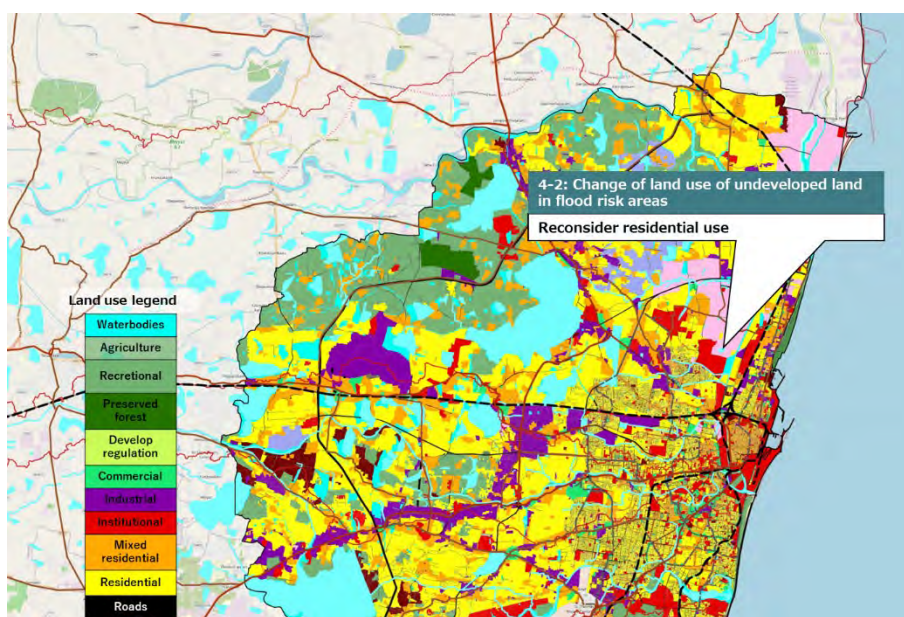 4-2: Change of land use of undeveloped land
in flood risk areas
Reconsider residential use
Land use legend
Waterbodies
Agriculture
Recretional
Preserved
forest
Develop
regulation
Commercial
Industrial
Institutional
Mixed
residential
Residential
Roads